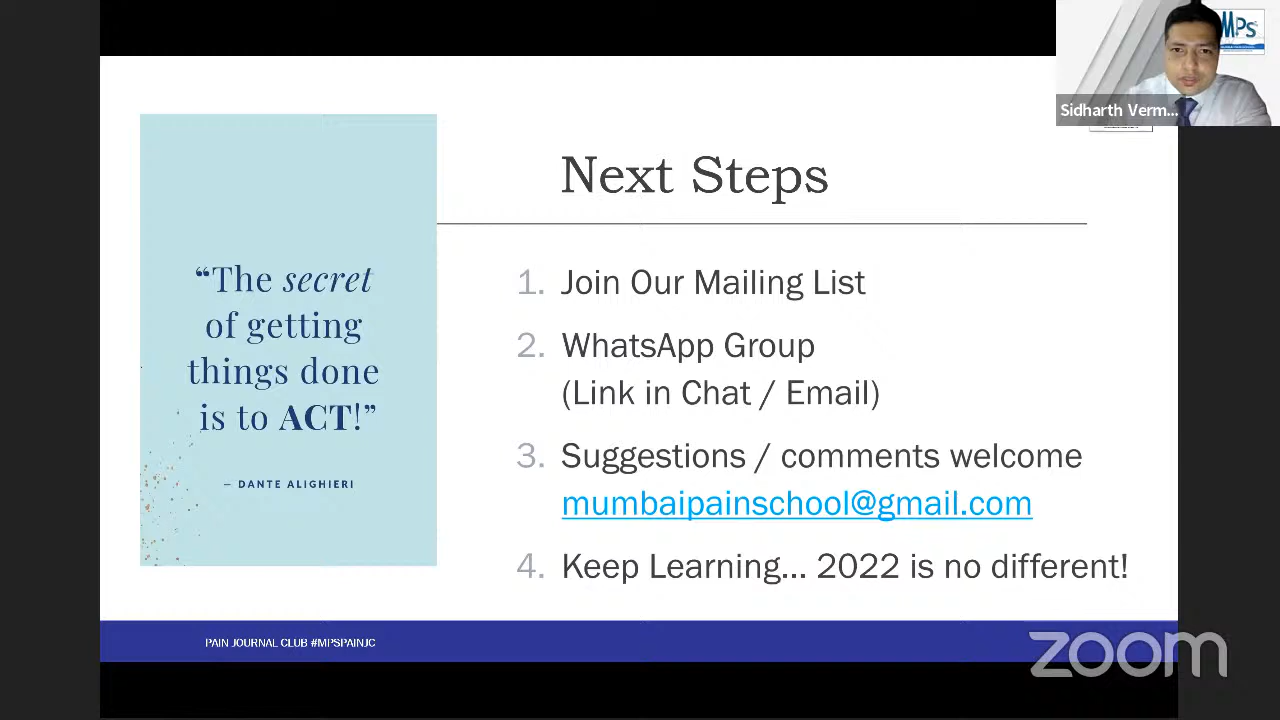 MPS
Sidharth Verm...
Next Steps
“The secret
of getting
things done
is to ACT!”
– DANTE ALIGHIERI
1. Join Our Mailing List
2. WhatsApp Group
(Link in Chat / Email)
3. Suggestions / comments welcome
mumbaipainschool@gmail.com
4. Keep Learning... 2022 is no different!
PAIN JOURNAL CLUB #MPSPAINJC
zoom